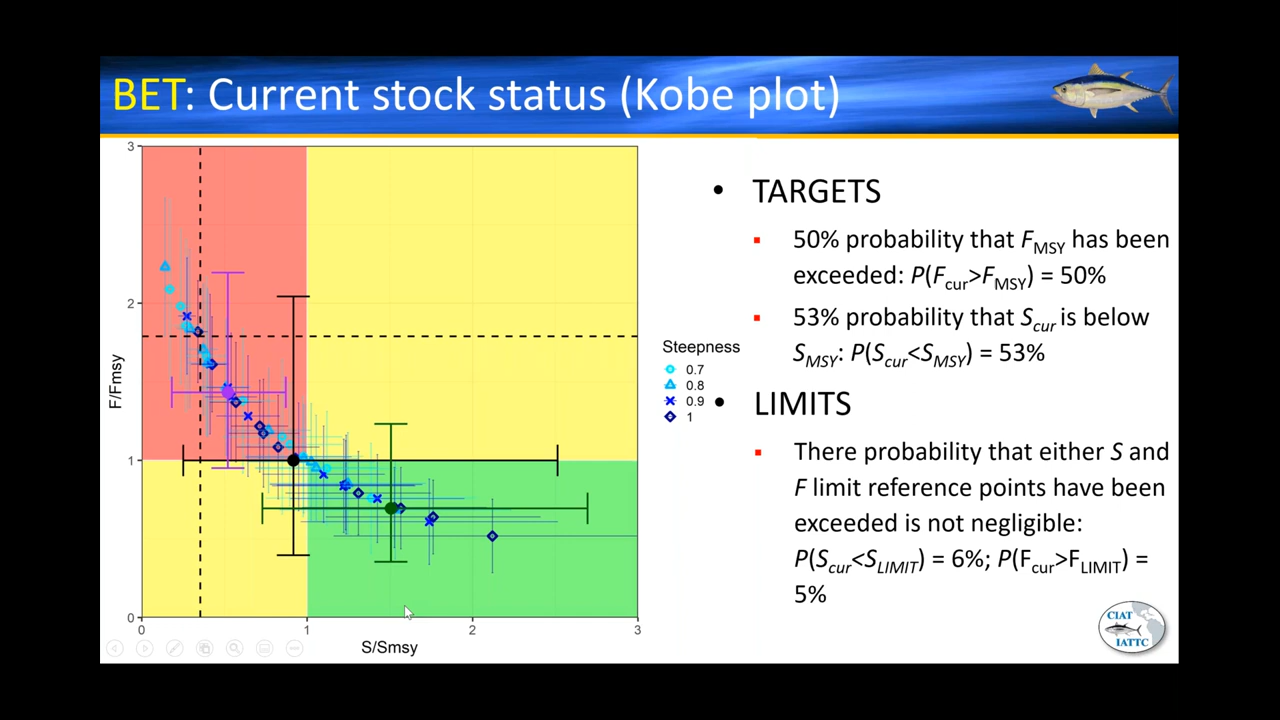 BET: Current stock status (Kobe plot)
3
2
1
0
F/Fmsy
0
1
2
3
S/Smsy
Steepness
0.7
0.8
0.9
1
• TARGETS
▪ 50% probability that FMSY has been
exceeded: P(Fcur>FMSY) = 50%
▪ 53% probability that Scur is below
SMSY: P(Scur<SMSY) = 53%
• LIMITS
▪ There probability that either S and
F limit reference points have been
exceeded is not negligible:
P(Scur<SLIMIT) = 6%; P(Fcur>FLIMIT) =
5%
CIAT
IATTC